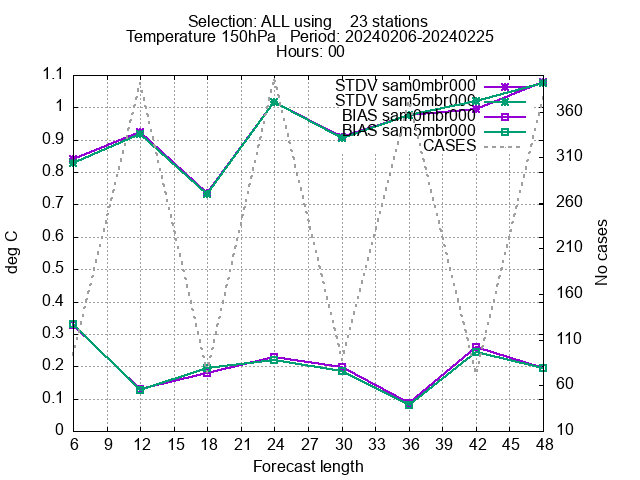 Selection: ALL using    23 stations
Temperature 150hPa   Period: 20240206-20240225
Hours: 00
STDV sam0mbr000
STDV sam5mbr000
BIAS sam0mbr000
BIAS sam5mbr000
CASES
deg C
1.1
1
0.9
0.8
0.7
0.6
0.5
0.4
0.3
0.2
0.1
0
No cases
360
310
260
210
160
110
60
10
6 9 12 15 18 21 24 27 30 33 36 39 42 45 48
Forecast length